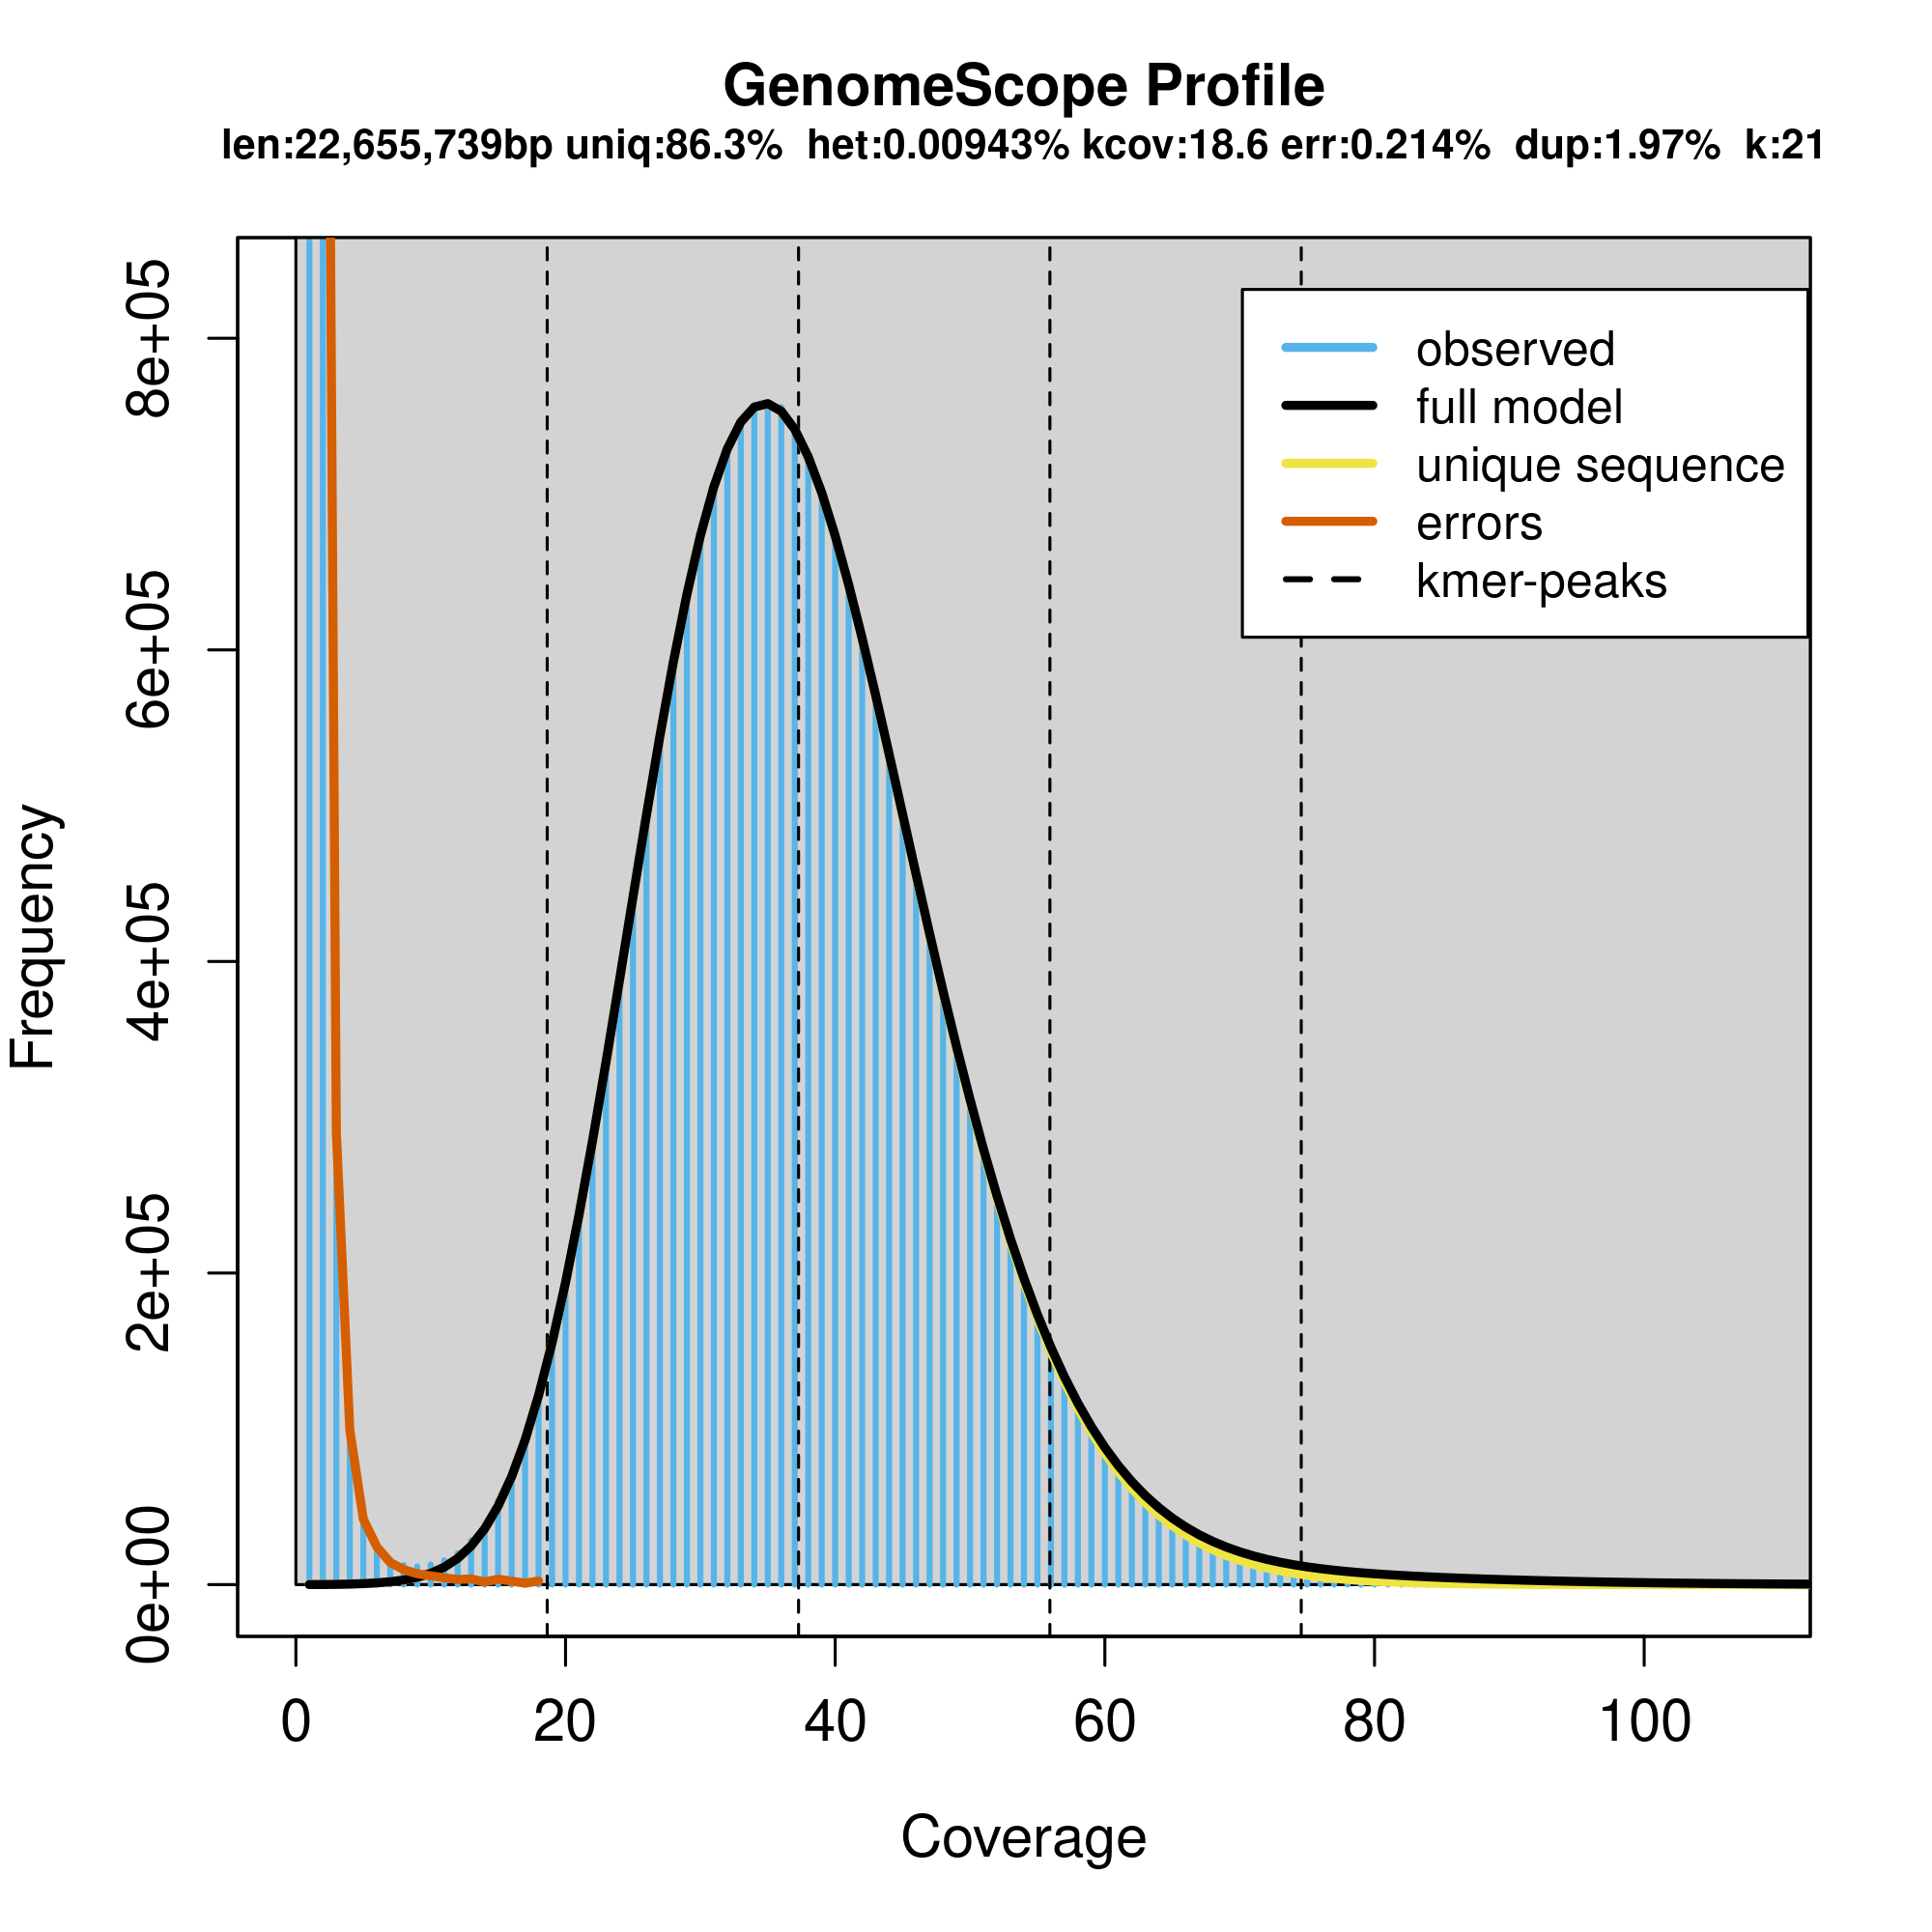 GenomeScope Profile
len:22,655,739bp uniq:86.3% het:0.00943% kcov:18.6 err:0.214% dup:1.97% k:21
observed
full model
unique sequence
errors
kmer-peaks
Frequency
8e+05
6e+05
4e+05
2e+05
0e+00
0 20 40 60 80 100
Coverage